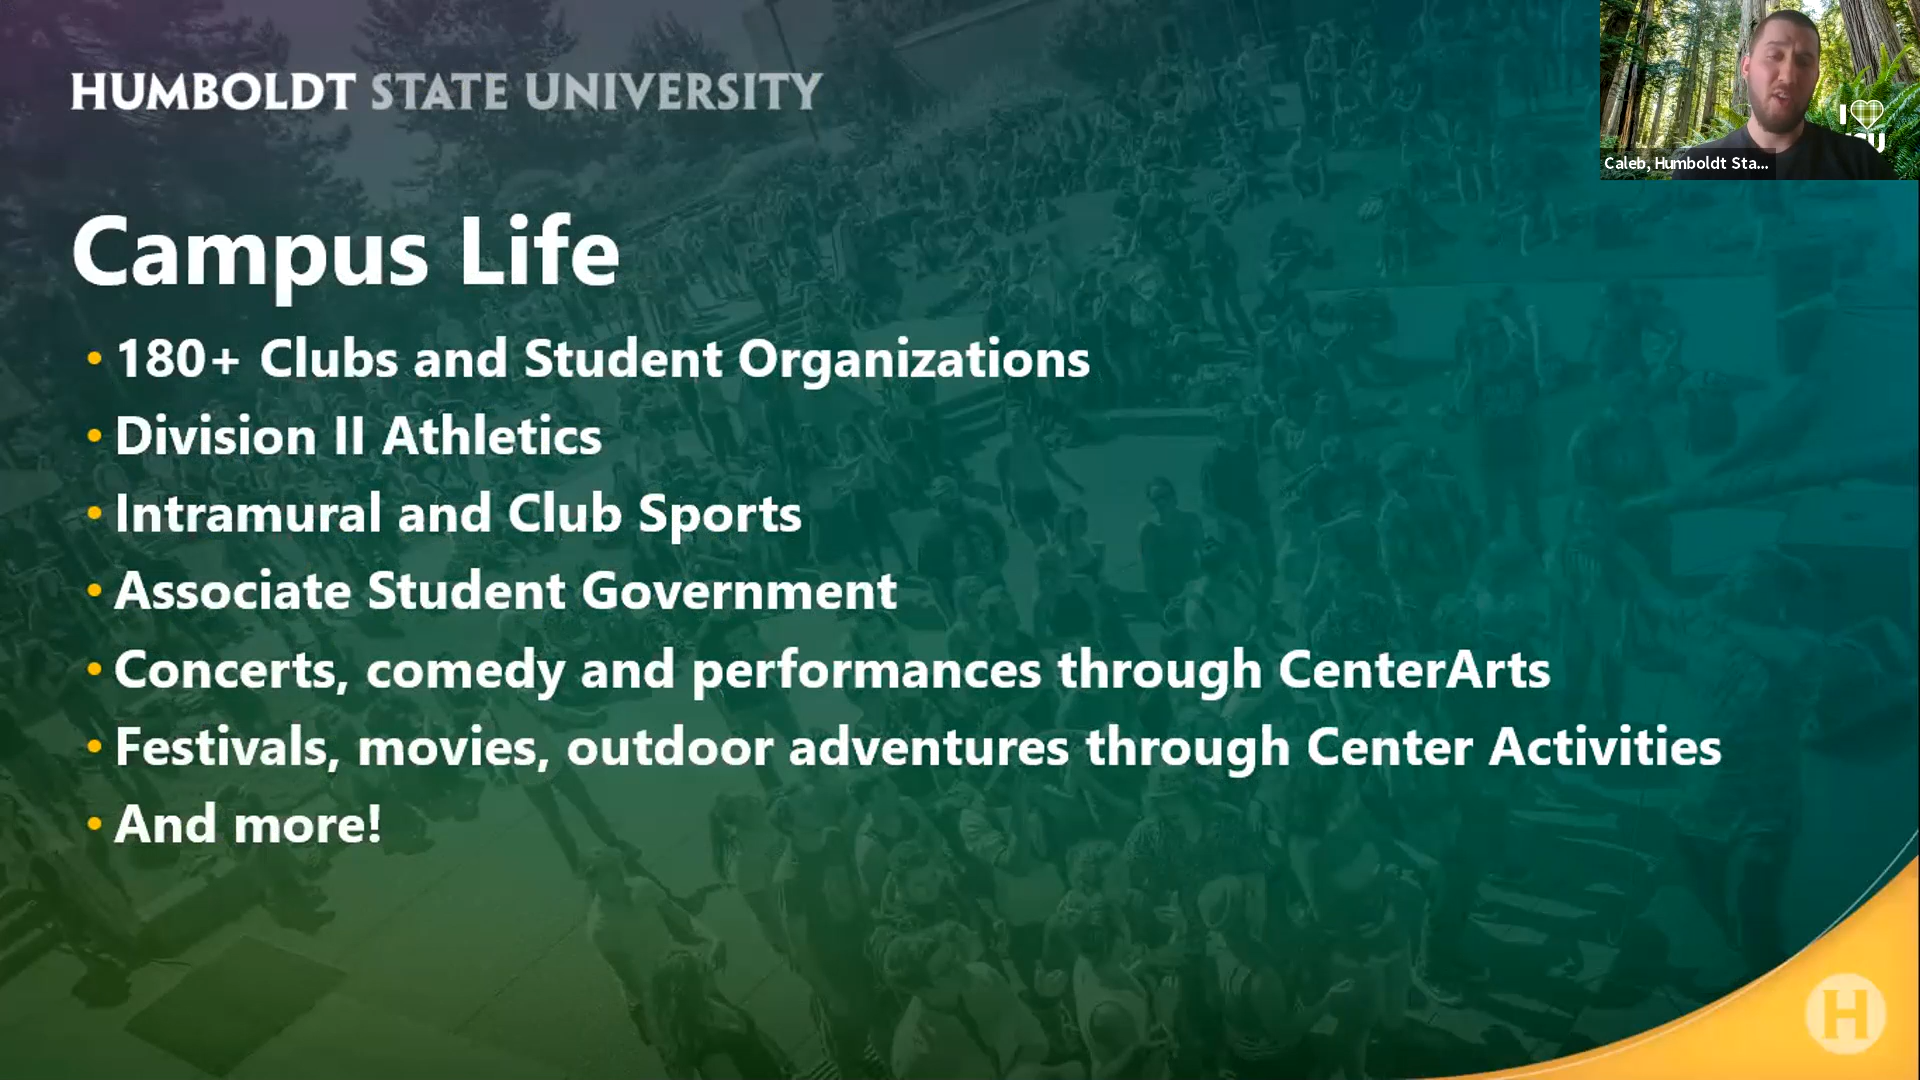 HUMBOLDT STATE UNIVERSITY
Campus Life
• 180+ Clubs and Student Organizations
• Division II Athletics
• Intramural and Club Sports
• Associate Student Government
• Concerts, comedy and performances through CenterArts
• Festivals, movies, outdoor adventures through Center Activities
• And more!
I
Caleb, Humboldt Sta...
H